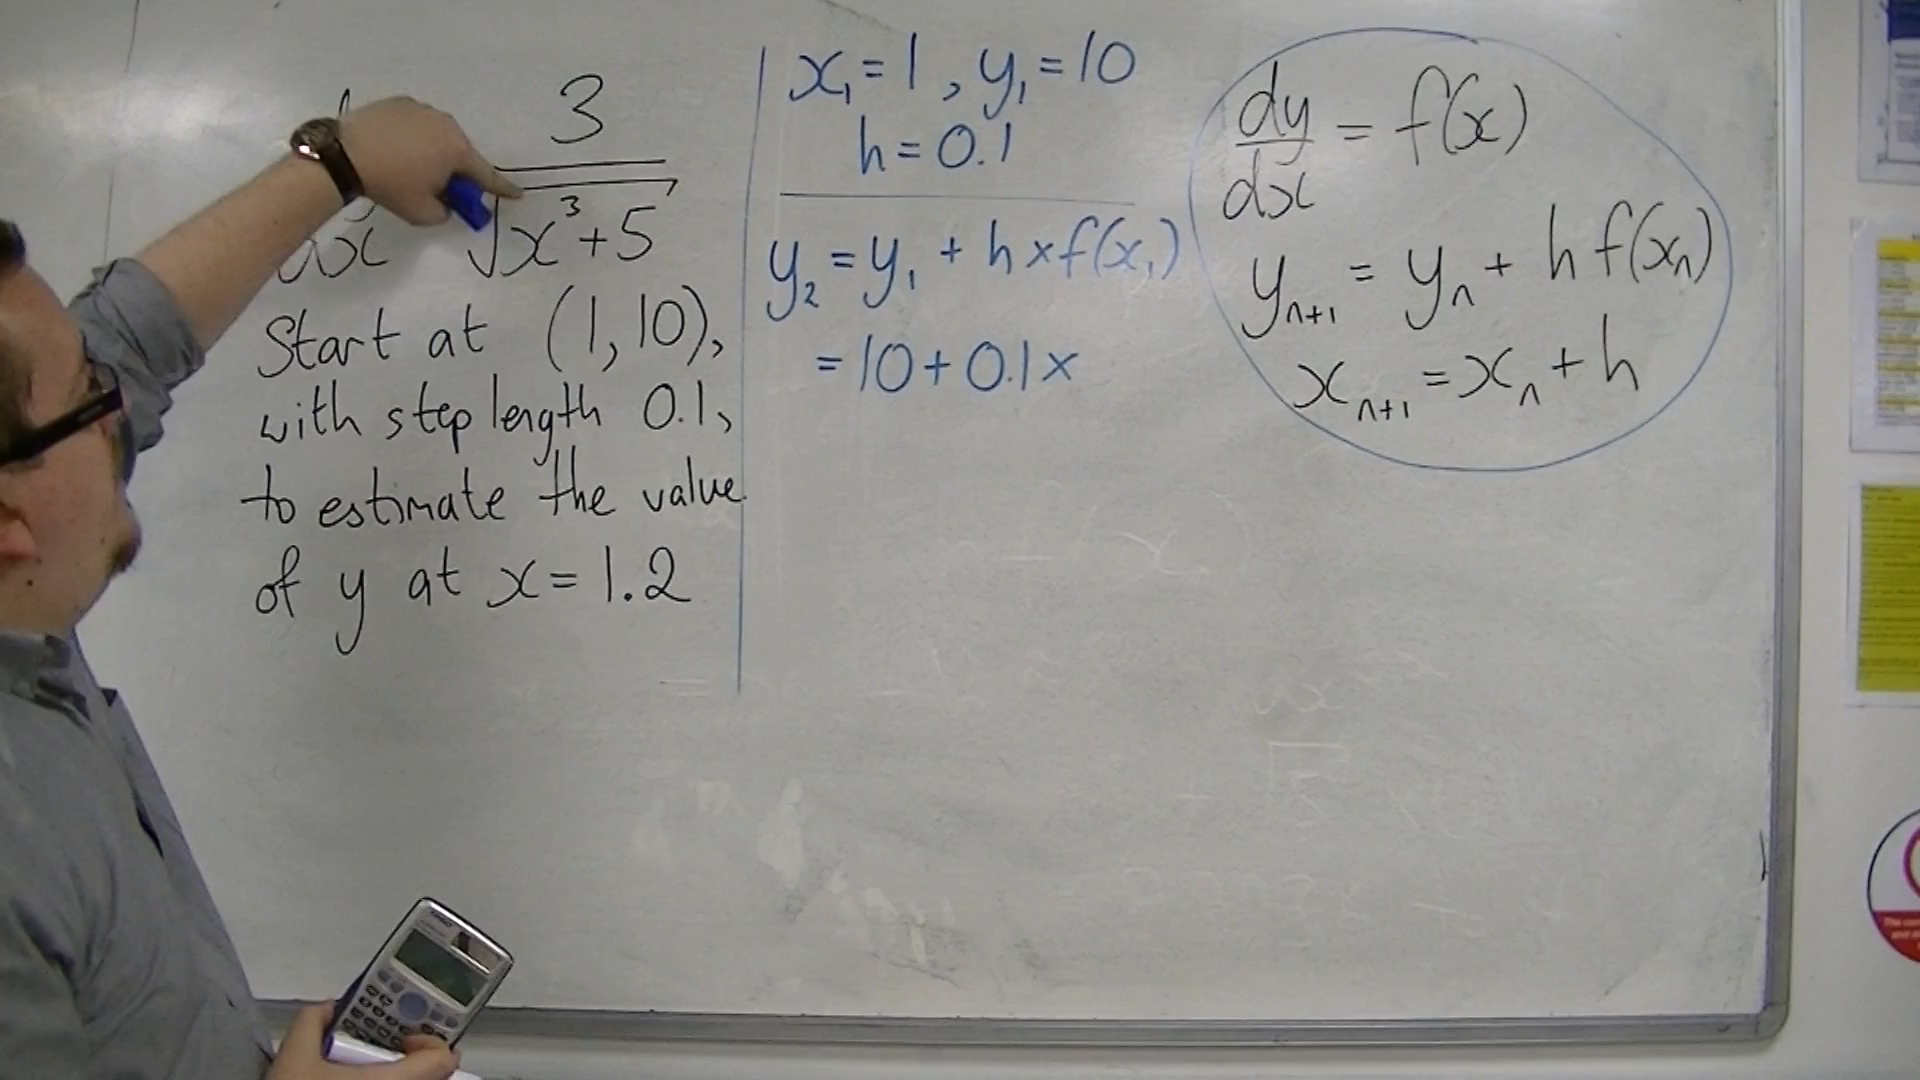 3
dx √x³+5
Start at (1, 10),
with step length 0.1,
to estimate the value
of y at x = 1.2
x₁ = 1, y₁ = 10
h = 0.1
y₂ = y₁ + h × f(x₁)
= 10 + 0.1 ×
dy/dx = f(x)
yₙ₊₁ = yₙ + h f(xₙ)
xₙ₊₁ = xₙ + h